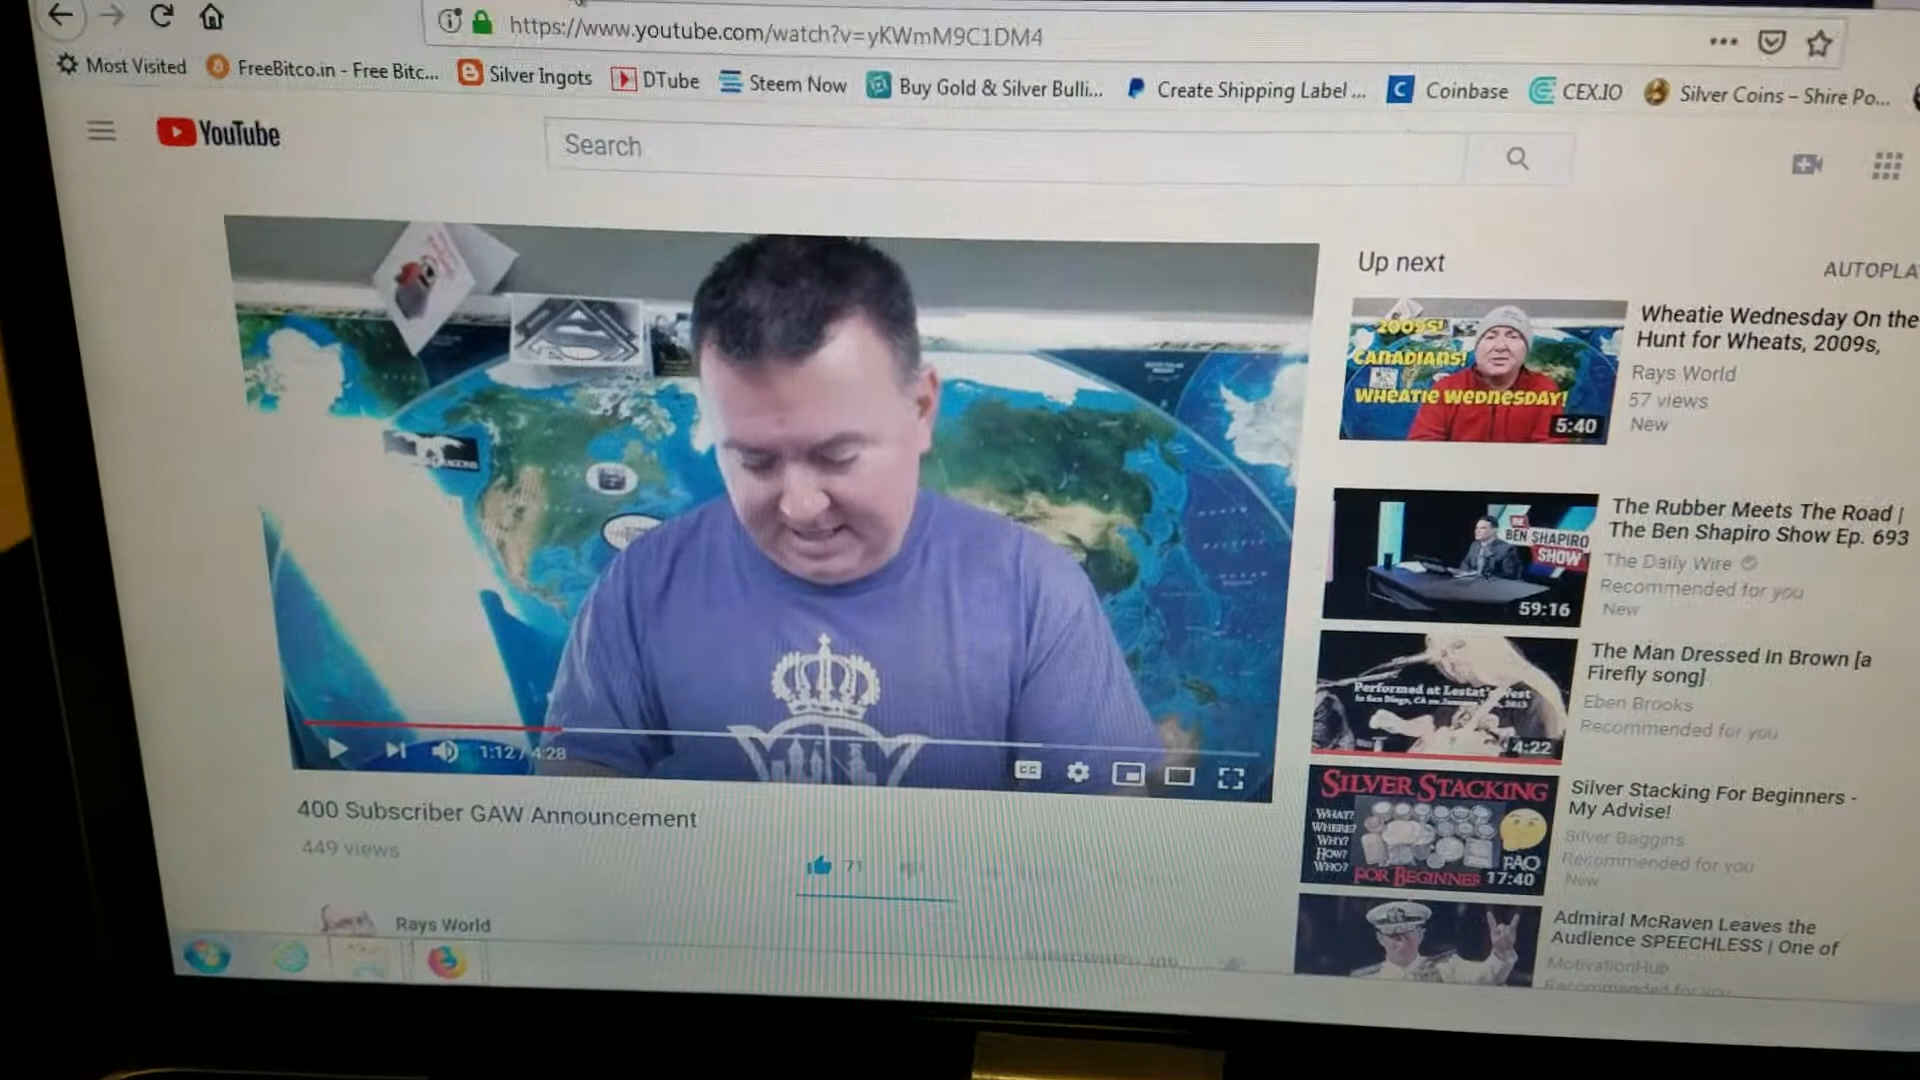 https://www.youtube.com/watch?v=yKWmM9C1DM4
Most Visited
FreeBitco.in - Free Bitc...
Silver Ingots
DTube
Steem Now
Buy Gold & Silver Bulli...
Create Shipping Label ...
Coinbase
CEX.IO
Silver Coins – Shire Po...
YouTube
Search
Up next
AUTOPLA
2009S!
CANADIANS!
WHEATIE WEDNESDAY!
5:40
Wheatie Wednesday On the
Hunt for Wheats, 2009s,
Rays World
57 views
New
THE
BEN SHAPIRO
SHOW
59:16
The Rubber Meets The Road |
The Ben Shapiro Show Ep. 693
The Daily Wire
Recommended for you
New
Performed at Lestat's West
4:22
The Man Dressed In Brown [a
Firefly song]
Eben Brooks
Recommended for you
SILVER STACKING
WHAT?
WHERE?
WHY?
HOW?
WHO?
FAQ
FOR BEGINNER
17:40
Silver Stacking For Beginners -
My Advise!
Silver Baggins
Recommended for you
New
Admiral McRaven Leaves the
Audience SPEECHLESS | One of
MotivationHub
Recommended for you
1:12 / 4:28
CC
400 Subscriber GAW Announcement
449 views
71
Rays World